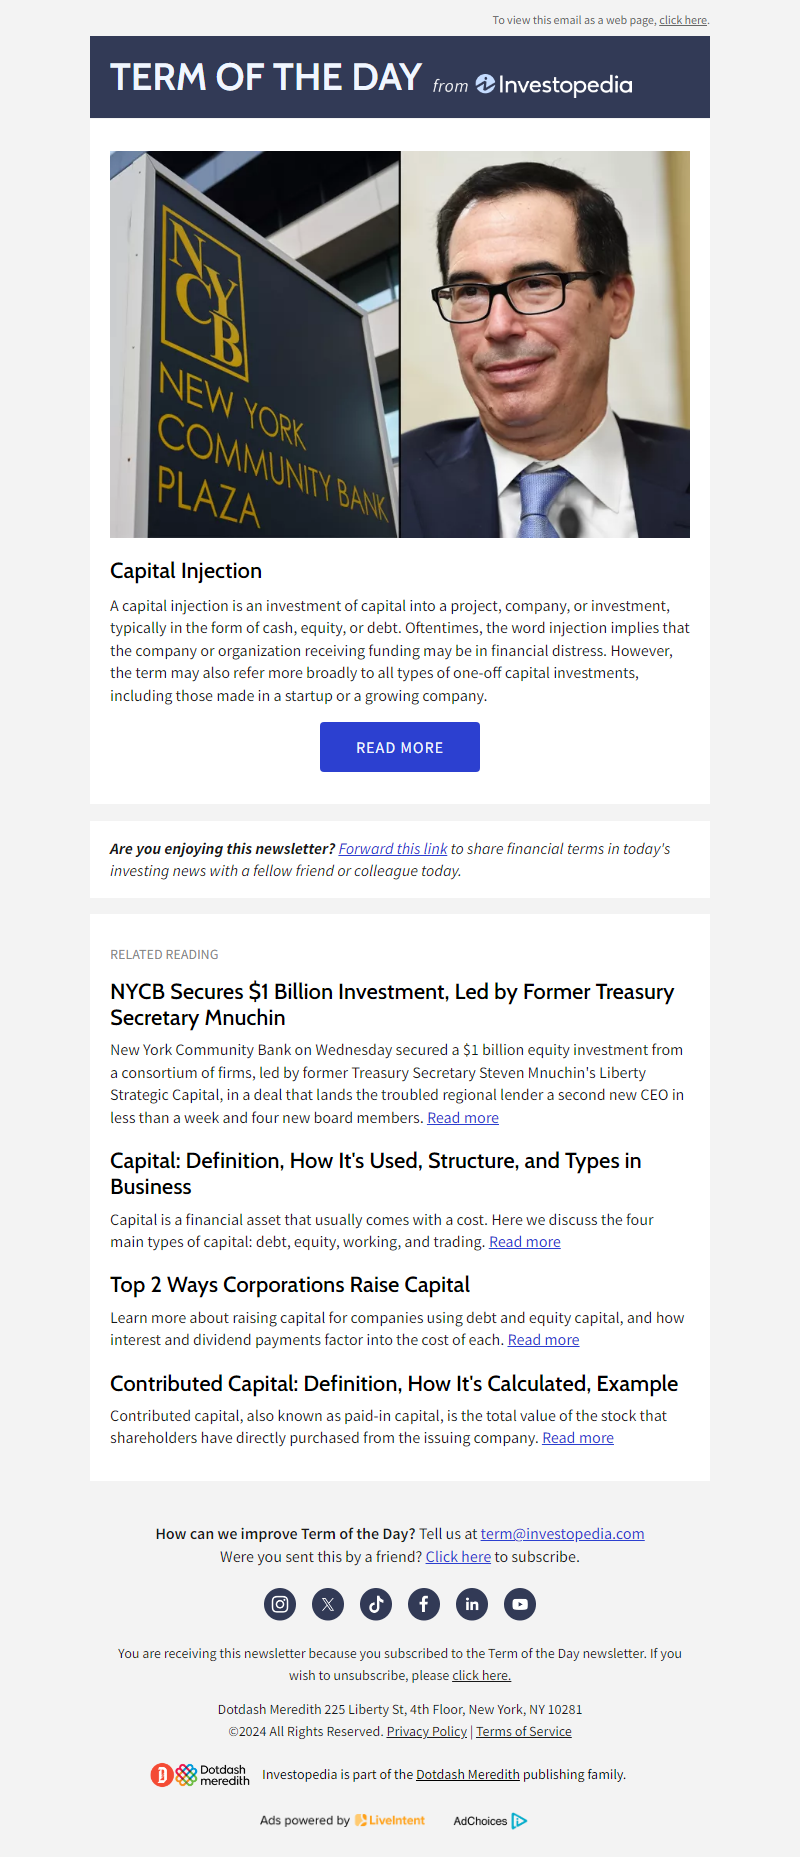 To view this email as a web page, click here.
TERM OF THE DAY from Investopedia
NYCB
NEW YORK
COMMUNITY BANK
PLAZA
Capital Injection
A capital injection is an investment of capital into a project, company, or investment,
typically in the form of cash, equity, or debt. Oftentimes, the word injection implies that
the company or organization receiving funding may be in financial distress. However,
the term may also refer more broadly to all types of one-off capital investments,
including those made in a startup or a growing company.
READ MORE
Are you enjoying this newsletter? Forward this link to share financial terms in today's
investing news with a fellow friend or colleague today.
RELATED READING
NYCB Secures $1 Billion Investment, Led by Former Treasury
Secretary Mnuchin
New York Community Bank on Wednesday secured a $1 billion equity investment from
a consortium of firms, led by former Treasury Secretary Steven Mnuchin's Liberty
Strategic Capital, in a deal that lands the troubled regional lender a second new CEO in
less than a week and four new board members. Read more
Capital: Definition, How It's Used, Structure, and Types in
Business
Capital is a financial asset that usually comes with a cost. Here we discuss the four
main types of capital: debt, equity, working, and trading. Read more
Top 2 Ways Corporations Raise Capital
Learn more about raising capital for companies using debt and equity capital, and how
interest and dividend payments factor into the cost of each. Read more
Contributed Capital: Definition, How It's Calculated, Example
Contributed capital, also known as paid-in capital, is the total value of the stock that
shareholders have directly purchased from the issuing company. Read more
How can we improve Term of the Day? Tell us at term@investopedia.com
Were you sent this by a friend? Click here to subscribe.
You are receiving this newsletter because you subscribed to the Term of the Day newsletter. If you
wish to unsubscribe, please click here.
Dotdash Meredith 225 Liberty St, 4th Floor, New York, NY 10281
©2024 All Rights Reserved. Privacy Policy | Terms of Service
Dotdash
meredith
Investopedia is part of the Dotdash Meredith publishing family.
Ads powered by LiveIntent
AdChoices